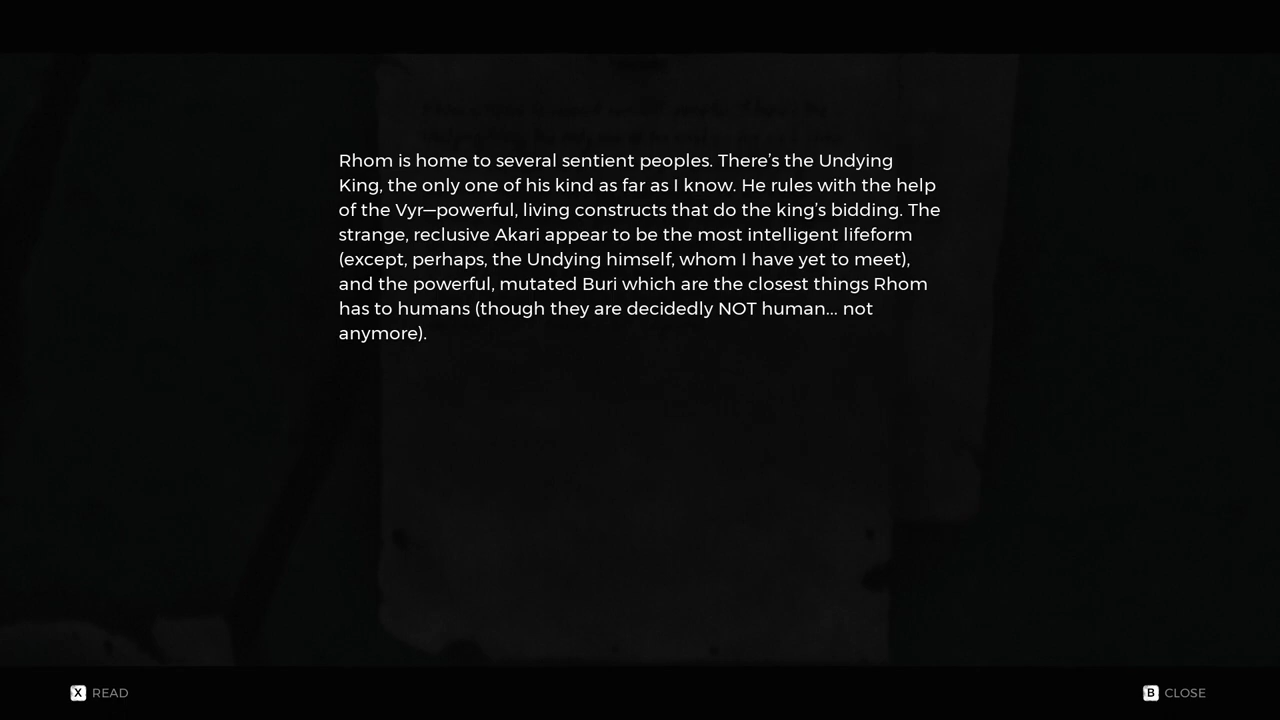 Rhom is home to several sentient peoples. There's the Undying
King, the only one of his kind as far as I know. He rules with the help
of the Vyr—powerful, living constructs that do the king's bidding. The
strange, reclusive Akari appear to be the most intelligent lifeform
(except, perhaps, the Undying himself, whom I have yet to meet),
and the powerful, mutated Buri which are the closest things Rhom
has to humans (though they are decidedly NOT human... not
anymore).
X READ
B CLOSE